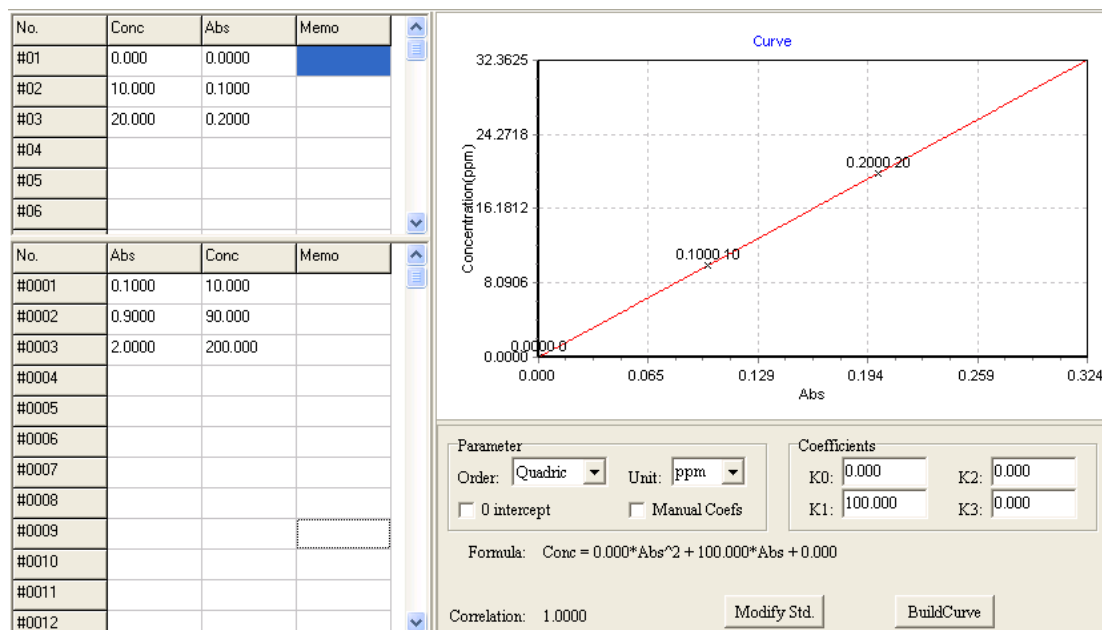 No. Conc Abs Memo
#01 0.000 0.0000
#02 10.000 0.1000
#03 20.000 0.2000
#04
#05
#06
No. Abs Conc Memo
#0001 0.1000 10.000
#0002 0.9000 90.000
#0003 2.0000 200.000
#0004
#0005
#0006
#0007
#0008
#0009
#0010
#0011
#0012
Curve
32.3625
24.2718
16.1812
8.0906
0.0000
Concentration(ppm)
0.2000,20
0.1000,10
0.0000,0
0.000 0.065 0.129 0.194 0.259 0.324
Abs
Parameter
Order: Quadric Unit: ppm
0 intercept Manual Coefs
Coefficients
K0: 0.000 K2: 0.000
K1: 100.000 K3: 0.000
Formula: Conc = 0.000*Abs^2 + 100.000*Abs + 0.000
Correlation: 1.0000 Modify Std. BuildCurve